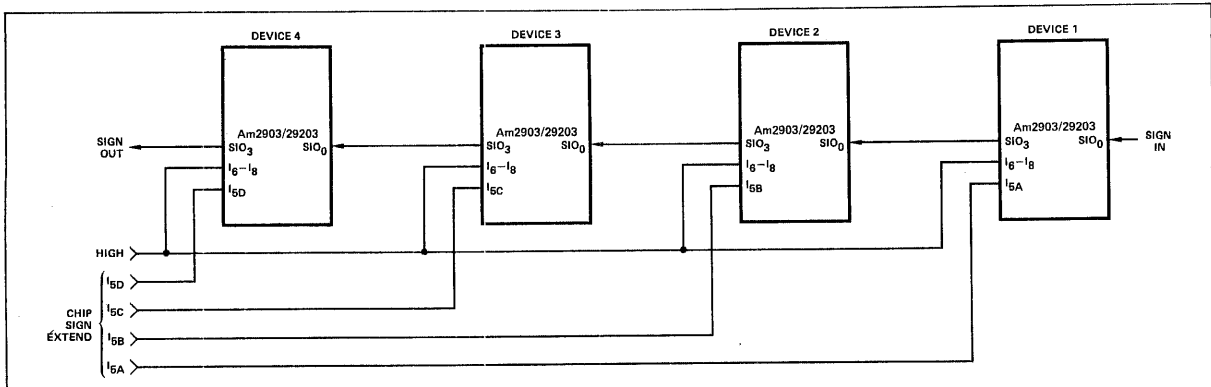 DEVICE 4
DEVICE 3
DEVICE 2
DEVICE 1
Am2903/29203
SIO3 SIO0
I6–I8
I5D
Am2903/29203
SIO3 SIO0
I6–I8
I5C
Am2903/29203
SIO3 SIO0
I6–I8
I5B
Am2903/29203
SIO3 SIO0
I6–I8
I5A
SIGN
OUT
SIGN
IN
HIGH
CHIP
SIGN
EXTEND
I5D
I5C
I5B
I5A